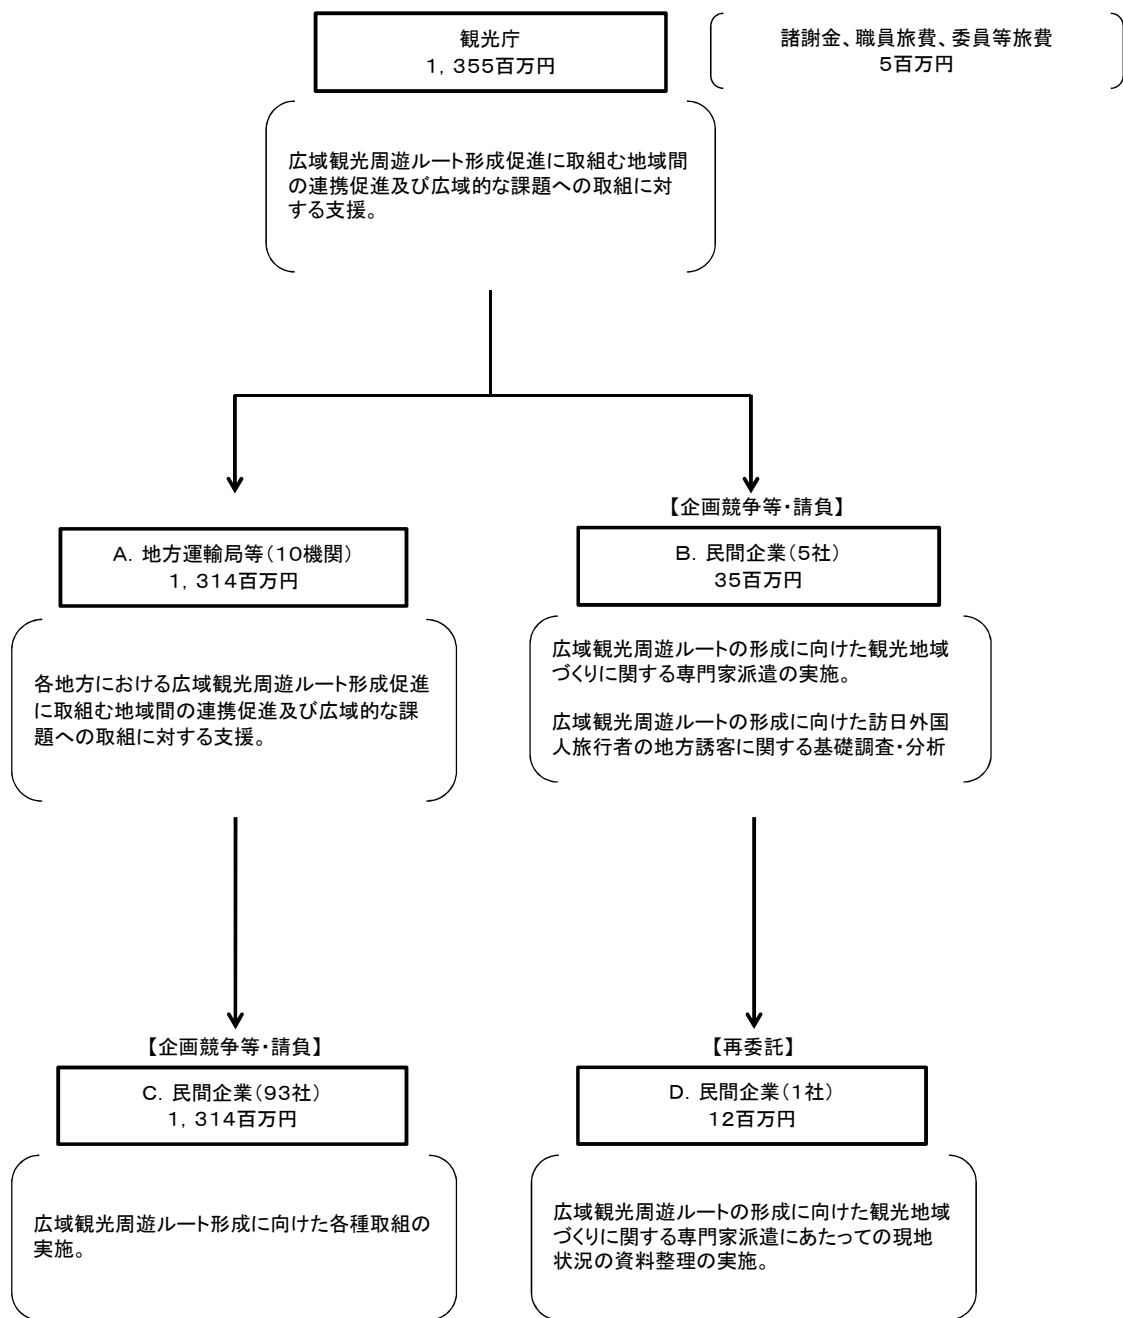 観光庁
1，355百万円
諸謝金、職員旅費、委員等旅費
5百万円
広域観光周遊ルート形成促進に取組む地域間
の連携促進及び広域的な課題への取組に対
する支援。
A．地方運輸局等（10機関）
1，314百万円
【企画競争等・請負】
B．民間企業（5社）
35百万円
各地方における広域観光周遊ルート形成促進
に取組む地域間の連携促進及び広域的な課
題への取組に対する支援。
広域観光周遊ルートの形成に向けた観光地域
づくりに関する専門家派遣の実施。
広域観光周遊ルートの形成に向けた訪日外国
人旅行者の地方誘客に関する基礎調査・分析
【企画競争等・請負】
C．民間企業（93社）
1，314百万円
【再委託】
D．民間企業（1社）
12百万円
広域観光周遊ルート形成に向けた各種取組の
実施。
広域観光周遊ルートの形成に向けた観光地域
づくりに関する専門家派遣にあたっての現地
状況の資料整理の実施。